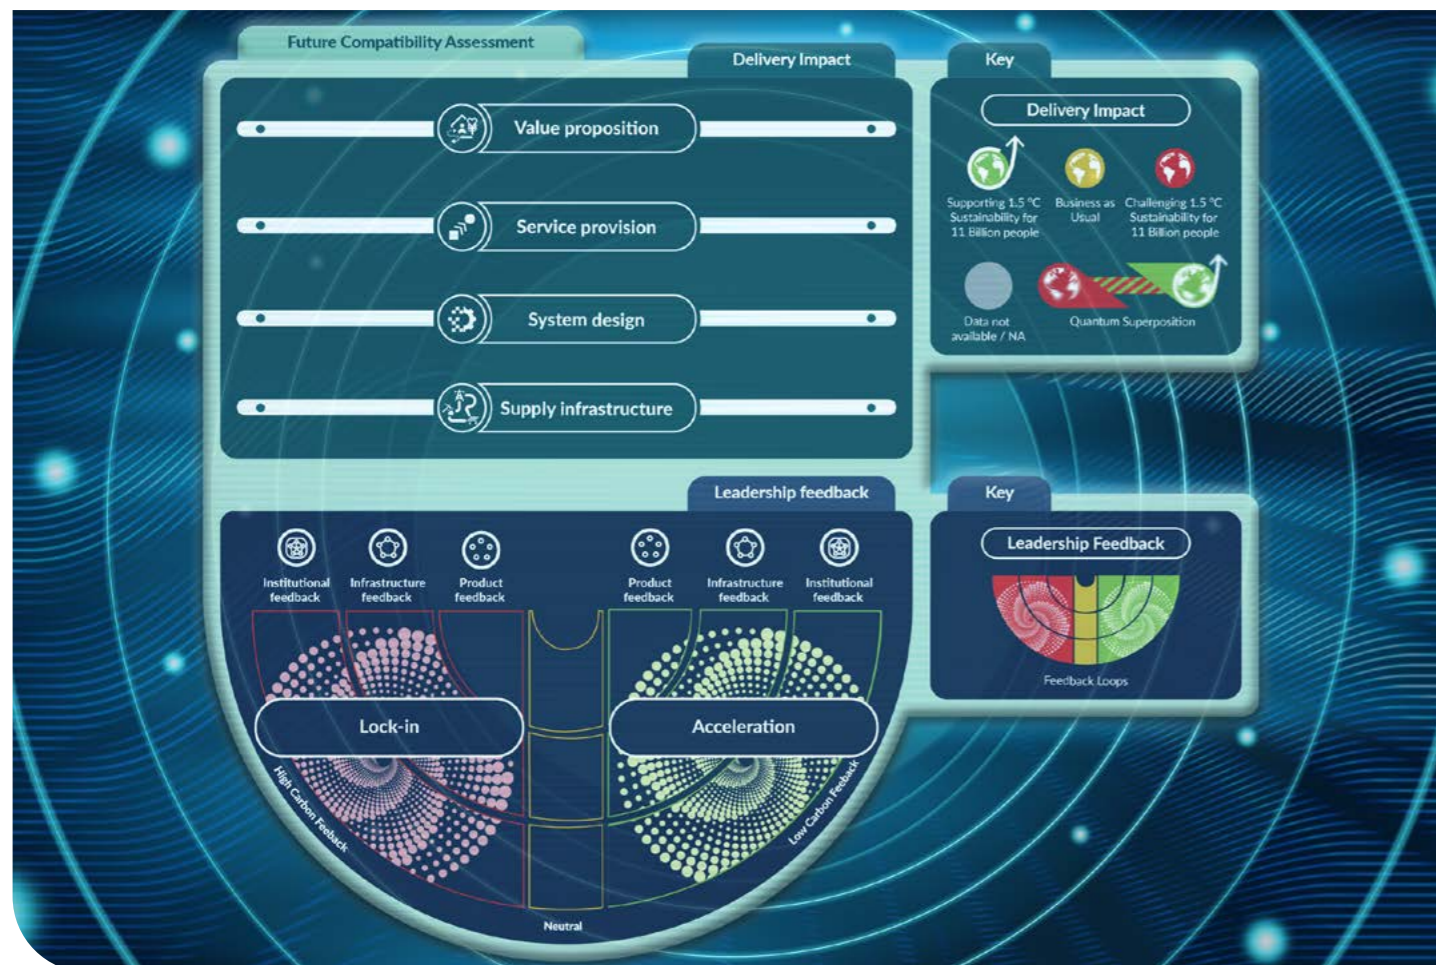 Future Compatibility Assessment
Delivery Impact
Value proposition
Service provision
System design
Supply infrastructure
Key
Delivery Impact
Supporting 1.5 °C
Sustainability for
11 Billion people
Business as
Usual
Challenging 1.5 °C
Sustainability for
11 Billion people
Data not
available / NA
Quantum Superposition
Leadership feedback
Institutional
feedback
Infrastructure
feedback
Product
feedback
Product
feedback
Infrastructure
feedback
Institutional
feedback
Lock-in
Acceleration
High Carbon Feeback
Low Carbon Feeback
Neutral
Key
Leadership Feedback
Feedback Loops